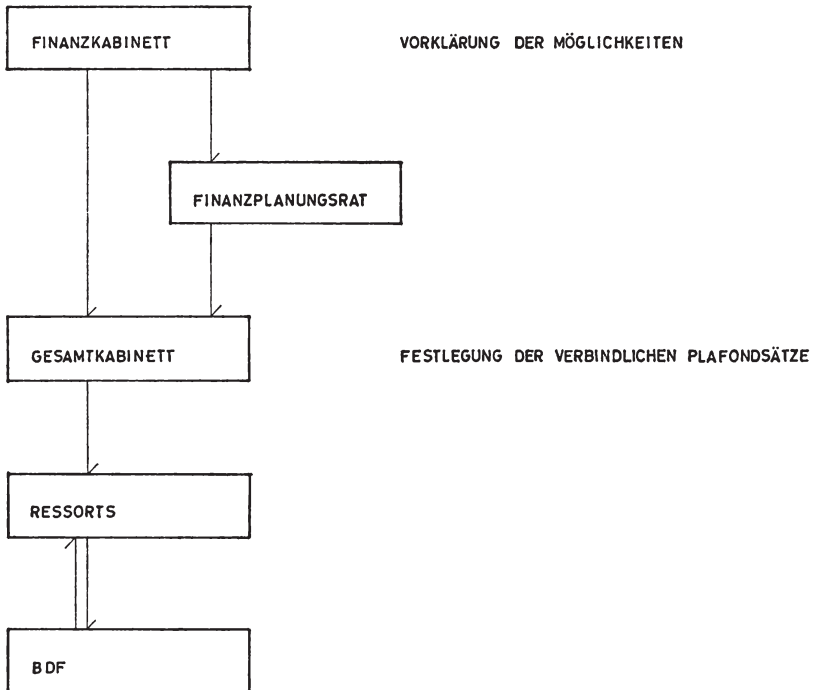 FINANZKABINETT
VORKLÄRUNG DER MÖGLICHKEITEN
FINANZPLANUNGSRAT
GESAMTKABINETT
FESTLEGUNG DER VERBINDLICHEN PLAFONDSÄTZE
RESSORTS
BDF